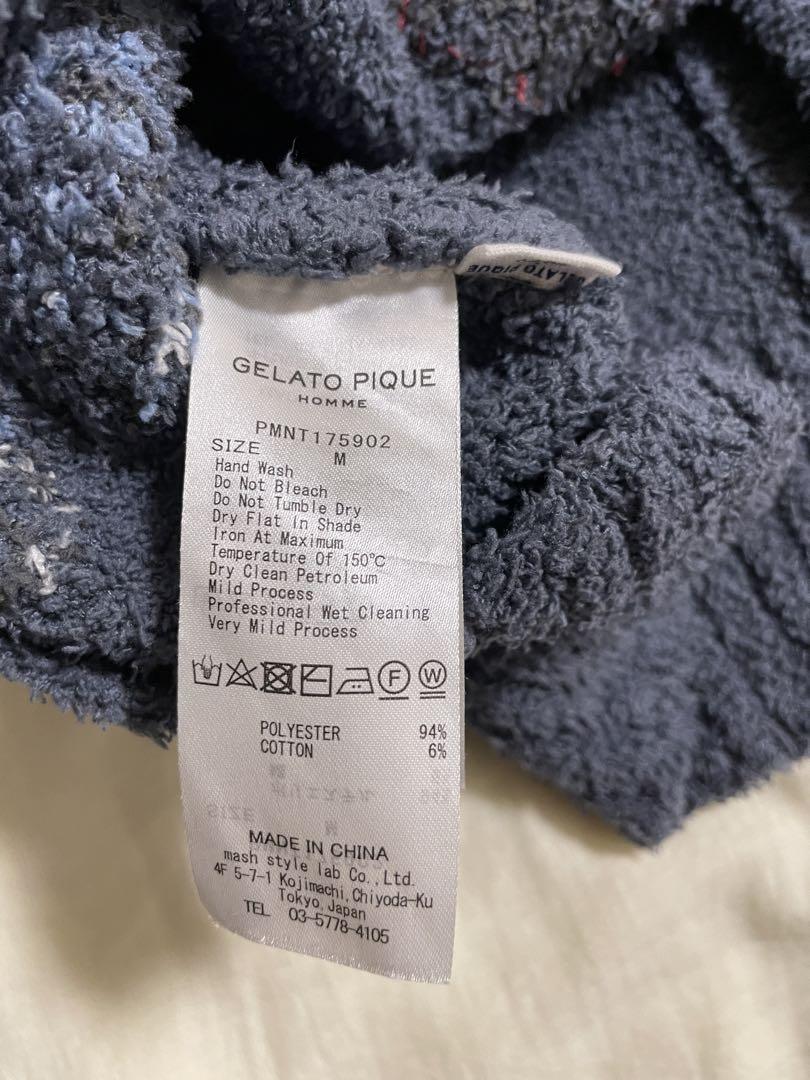 GELATO PIQUE
GELATO PIQUE
HOMME
PMNT175902
SIZE M
Hand Wash
Do Not Bleach
Do Not Tumble Dry
Dry Flat In Shade
Iron At Maximum
Temperature Of 150℃
Dry Clean Petroleum
Mild Process
Professional Wet Cleaning
Very Mild Process
F W
POLYESTER 94%
COTTON 6%
MADE IN CHINA
mash style lab Co.,Ltd.
4F 5-7-1 Kojimachi,Chiyoda-Ku
Tokyo,Japan
TEL 03-5778-4105